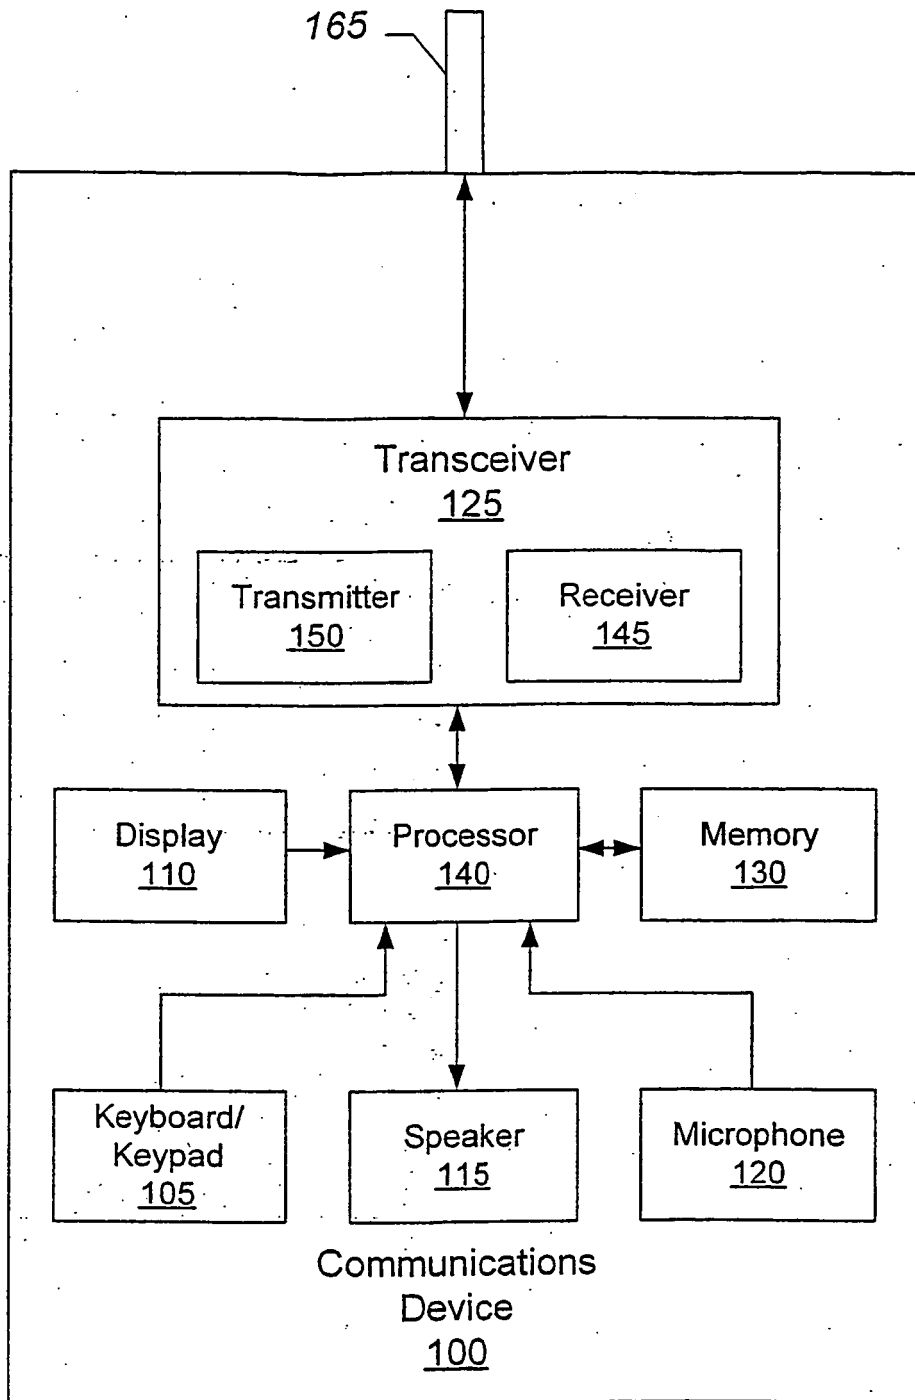 165
Transceiver
125
Transmitter
150
Receiver
145
Display
110
Processor
140
Memory
130
Keyboard/
Keypad
105
Speaker
115
Microphone
120
Communications
Device
100